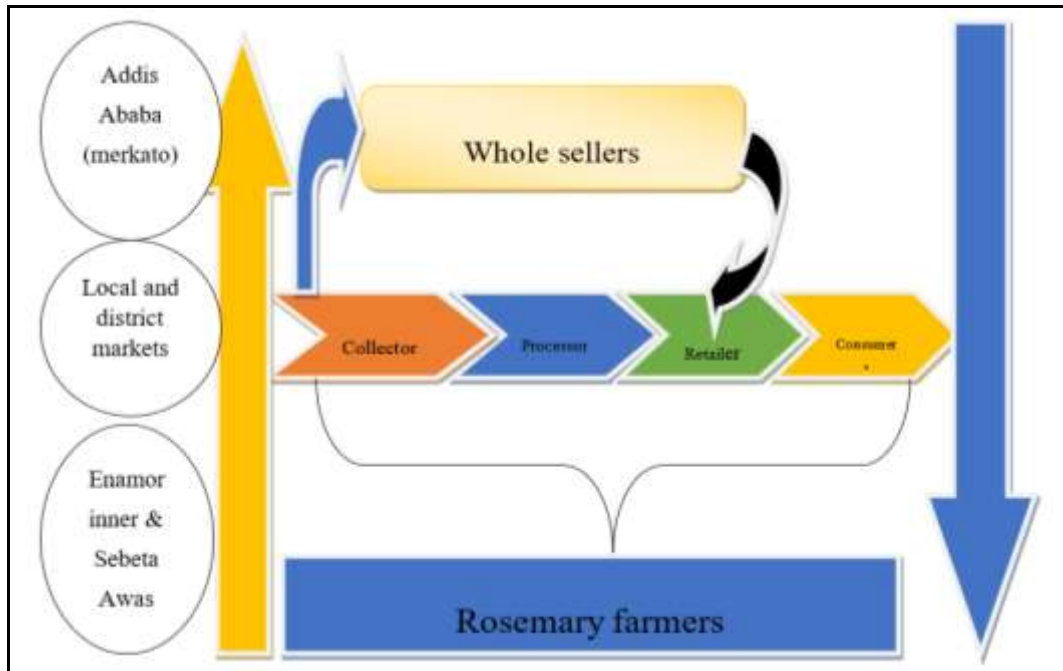 Addis
Ababa
(merkato)
Whole sellers
Local and
district
markets
Collector
Processor
Retailer
Consumer
Enamor
inner &
Sebeta
Awas
Rosemary farmers